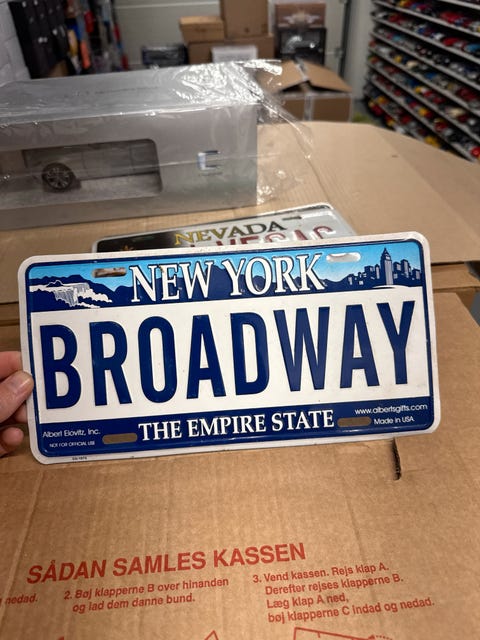 NEVADA
VEGAS
NEW YORK
BROADWAY
Albert Elovitz, Inc.
NOT FOR OFFICIAL USE
THE EMPIRE STATE
www.albertsgifts.com
Made in USA
SÅDAN SAMLES KASSEN
nedad.
2. Bøj klapperne B over hinanden
og lad dem danne bund.
3. Vend kassen. Rejs klap A.
Derefter rejses klapperne B.
Læg klap A ned,
bøj klapperne C indad og nedad.